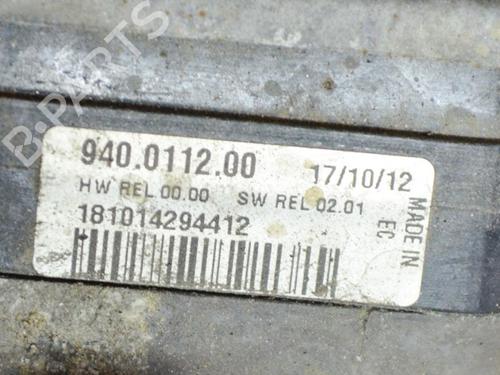 B-PARTS
940.0112.00 17/10/12
HW REL 00.00 SW REL 02.01
181014294412
MADE IN
EC